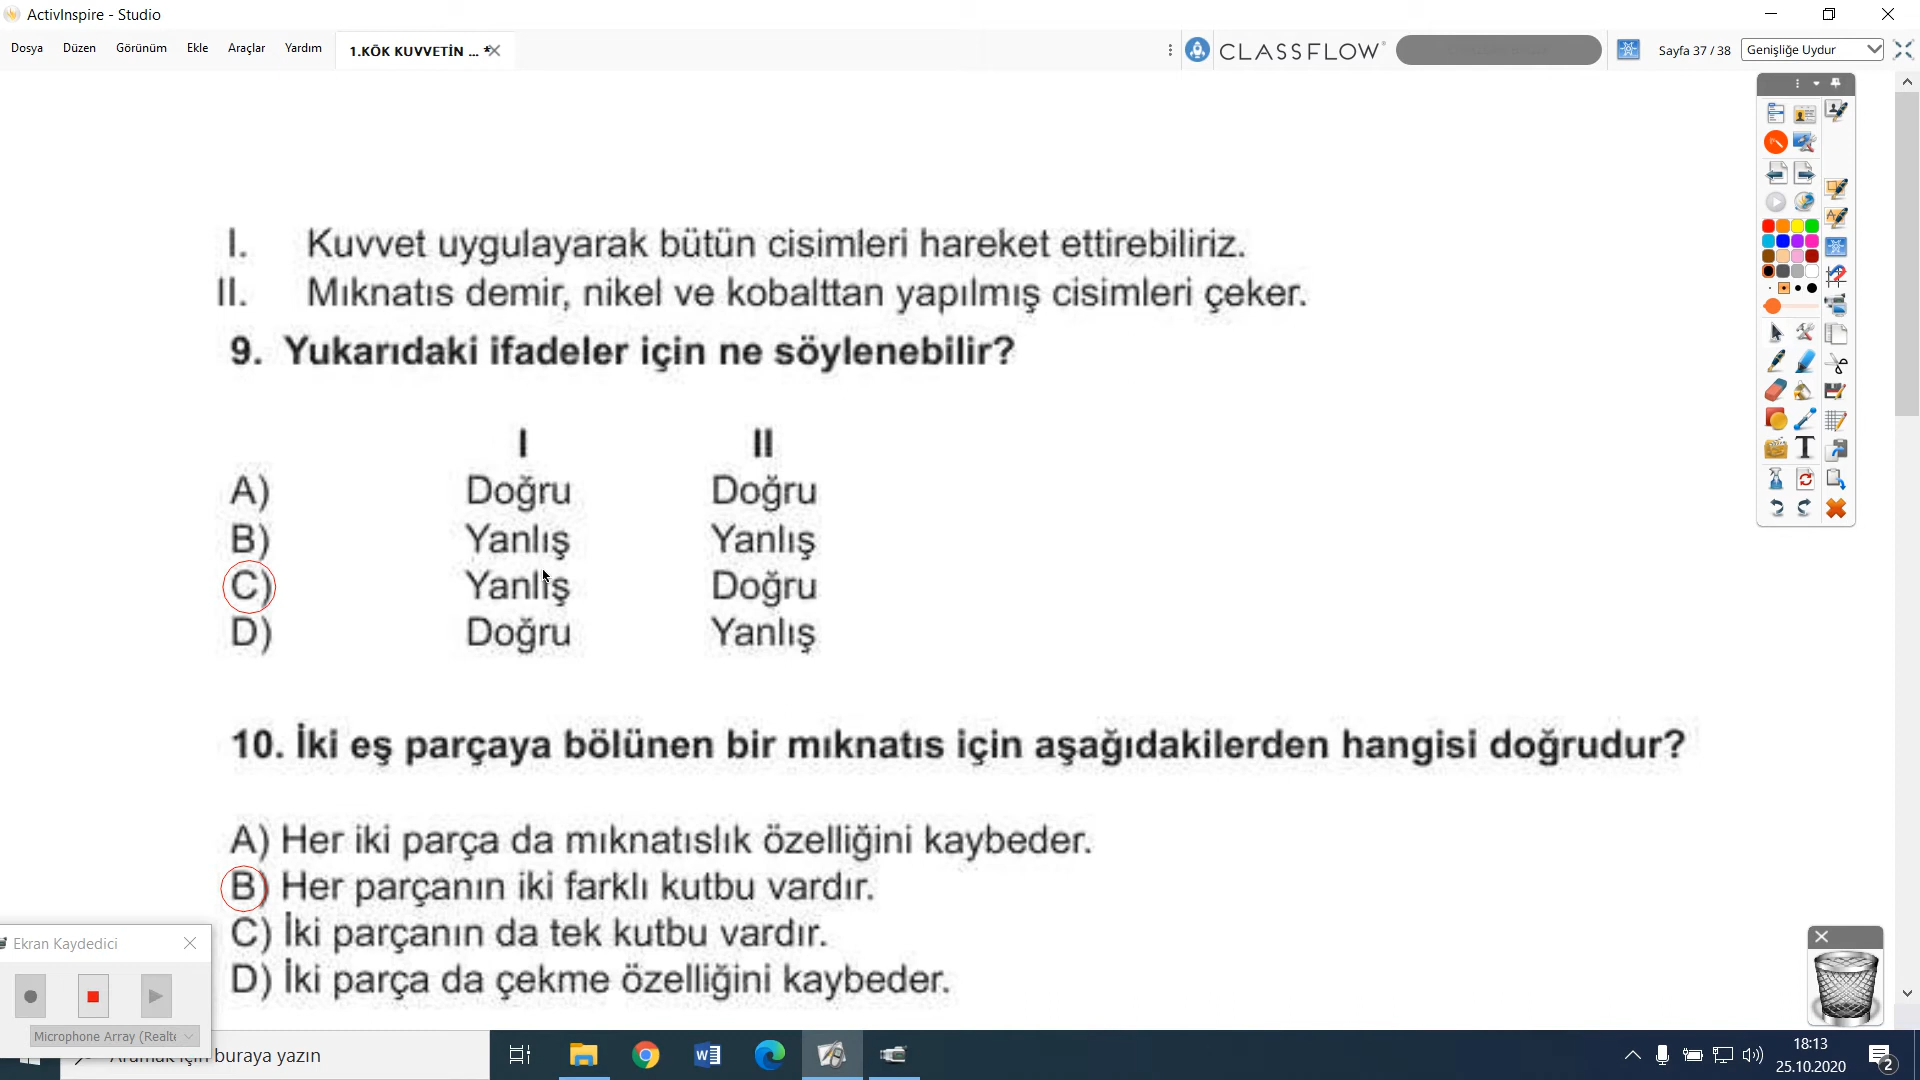 ActivInspire - Studio
Dosya Düzen Görünüm Ekle Araçlar Yardım 1.KÖK KUVVETİN ... * CLASSFLOW Sayfa 37 / 38 Genişliğe Uydur
I. Kuvvet uygulayarak bütün cisimleri hareket ettirebiliriz.
II. Mıknatıs demir, nikel ve kobalttan yapılmış cisimleri çeker.
9. Yukarıdaki ifadeler için ne söylenebilir?
I II
A) Doğru Doğru
B) Yanlış Yanlış
C) Yanlış Doğru
D) Doğru Yanlış
10. İki eş parçaya bölünen bir mıknatıs için aşağıdakilerden hangisi doğrudur?
A) Her iki parça da mıknatıslık özelliğini kaybeder.
B) Her parçanın iki farklı kutbu vardır.
C) İki parçanın da tek kutbu vardır.
D) İki parça da çekme özelliğini kaybeder.
Ekran Kaydedici
Microphone Array (Realte
buraya yazın
18:13
25.10.2020
2